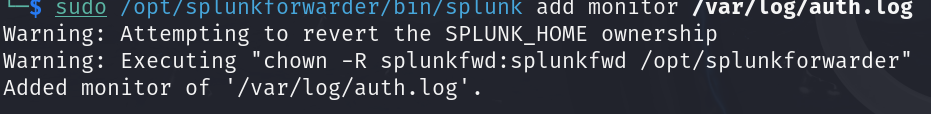 └─$ sudo /opt/splunkforwarder/bin/splunk add monitor /var/log/auth.log
Warning: Attempting to revert the SPLUNK_HOME ownership
Warning: Executing "chown -R splunkfwd:splunkfwd /opt/splunkforwarder"
Added monitor of '/var/log/auth.log'.